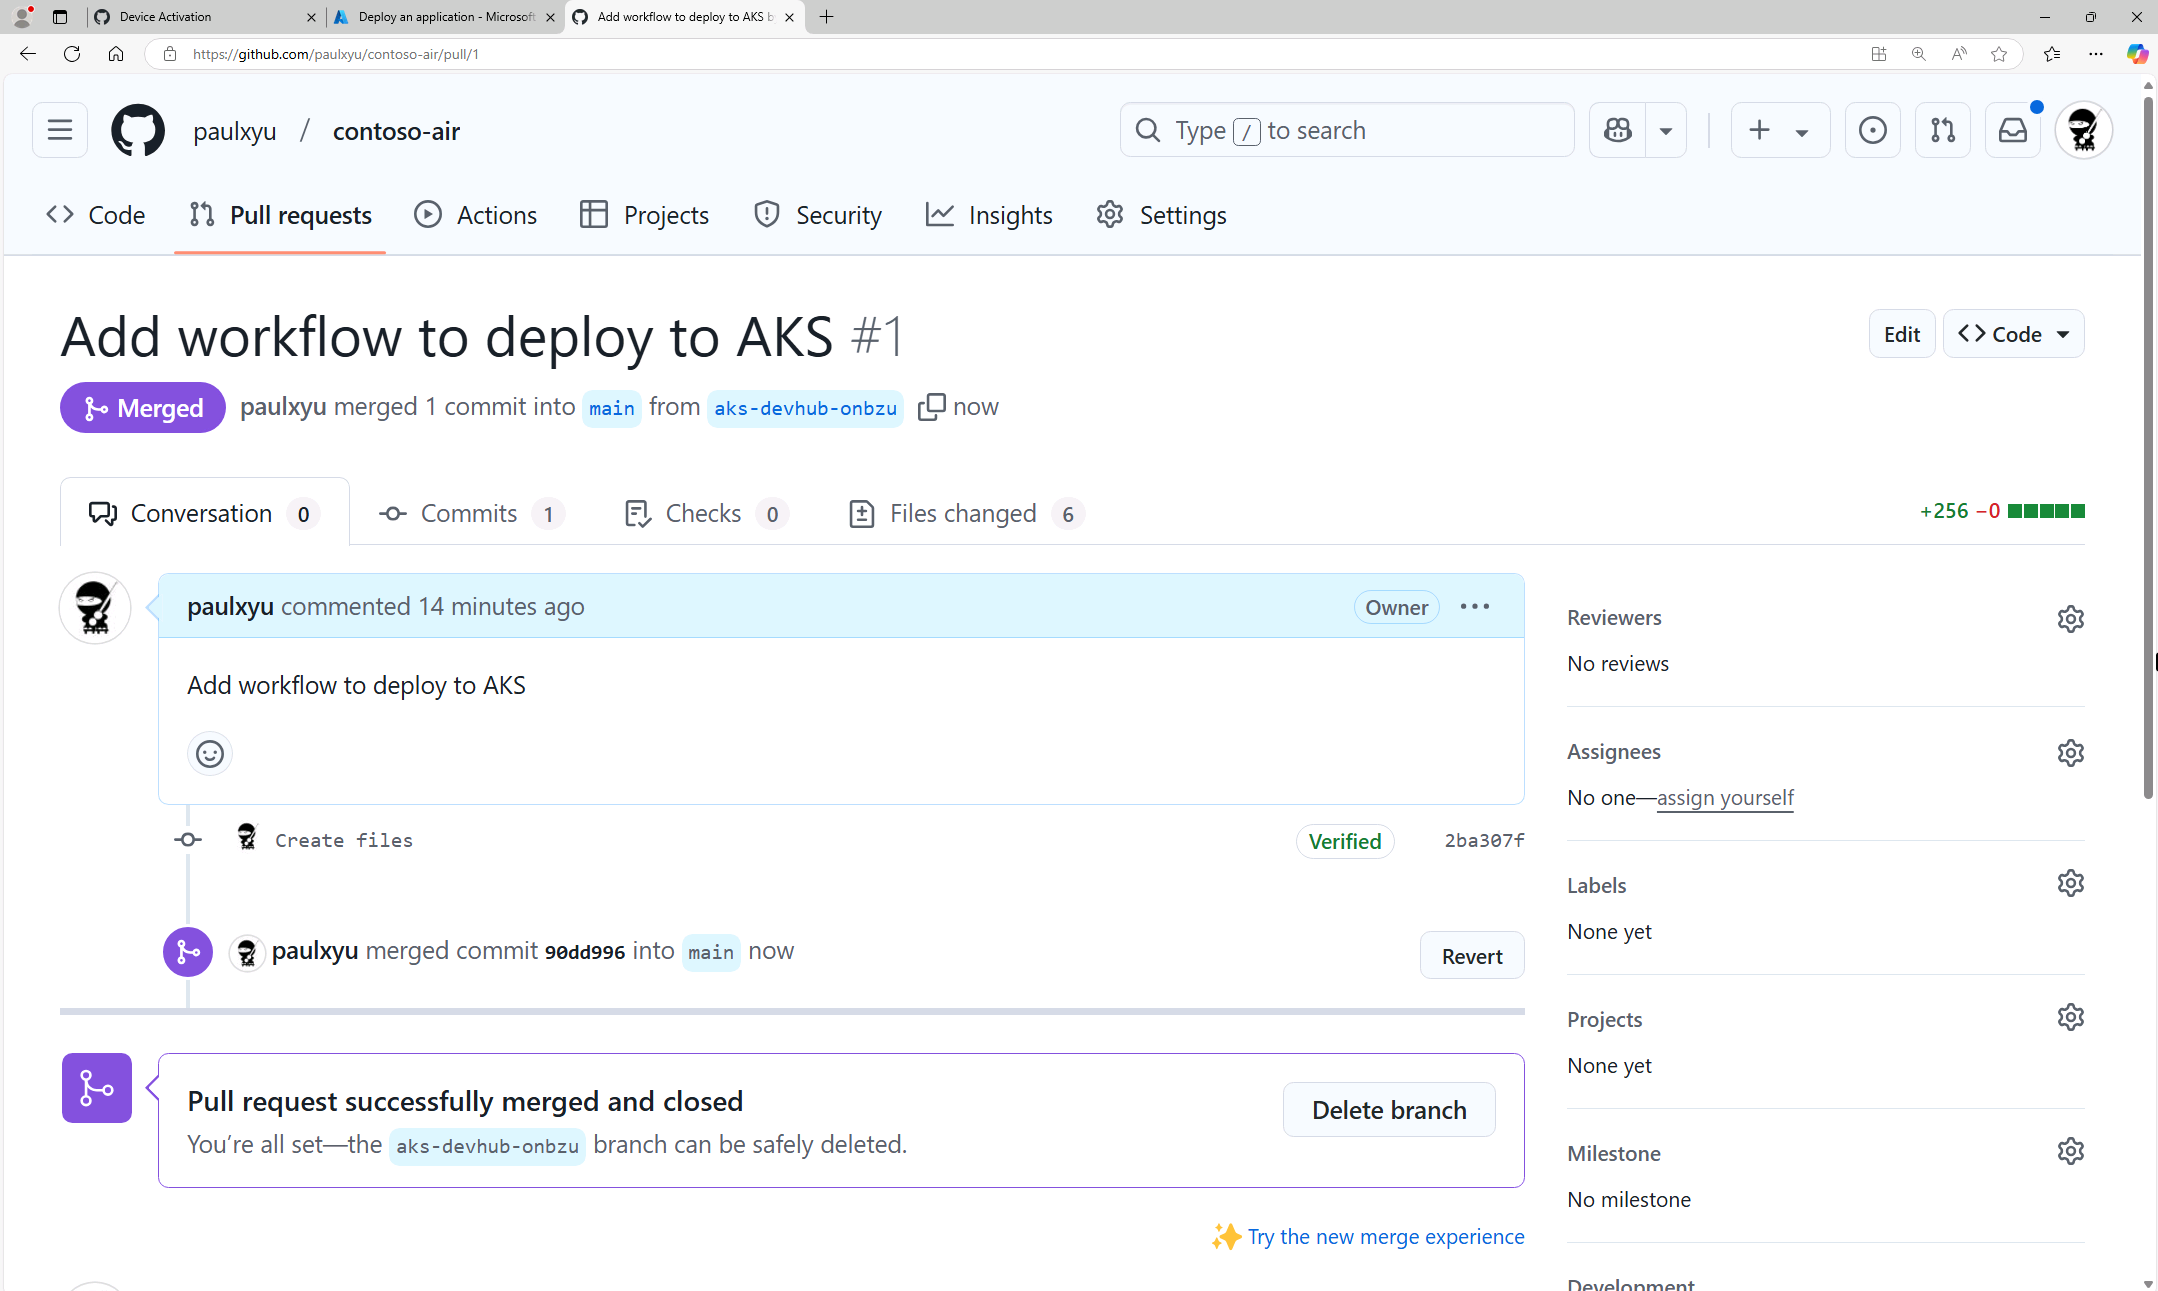 Device Activation
Deploy an application - Microsoft
Add workflow to deploy to AKS b
https://github.com/paulxyu/contoso-air/pull/1
paulxyu / contoso-air
Type / to search
Code
Pull requests
Actions
Projects
Security
Insights
Settings
Add workflow to deploy to AKS #1
Edit
Code
Merged
paulxyu merged 1 commit into main from aks-devhub-onbzu now
Conversation 0
Commits 1
Checks 0
Files changed 6
+256 −0
paulxyu commented 14 minutes ago
Owner
Add workflow to deploy to AKS
Create files
Verified
2ba307f
paulxyu merged commit 90dd996 into main now
Revert
Pull request successfully merged and closed
You’re all set—the aks-devhub-onbzu branch can be safely deleted.
Delete branch
Try the new merge experience
Reviewers
No reviews
Assignees
No one—assign yourself
Labels
None yet
Projects
None yet
Milestone
No milestone
Development